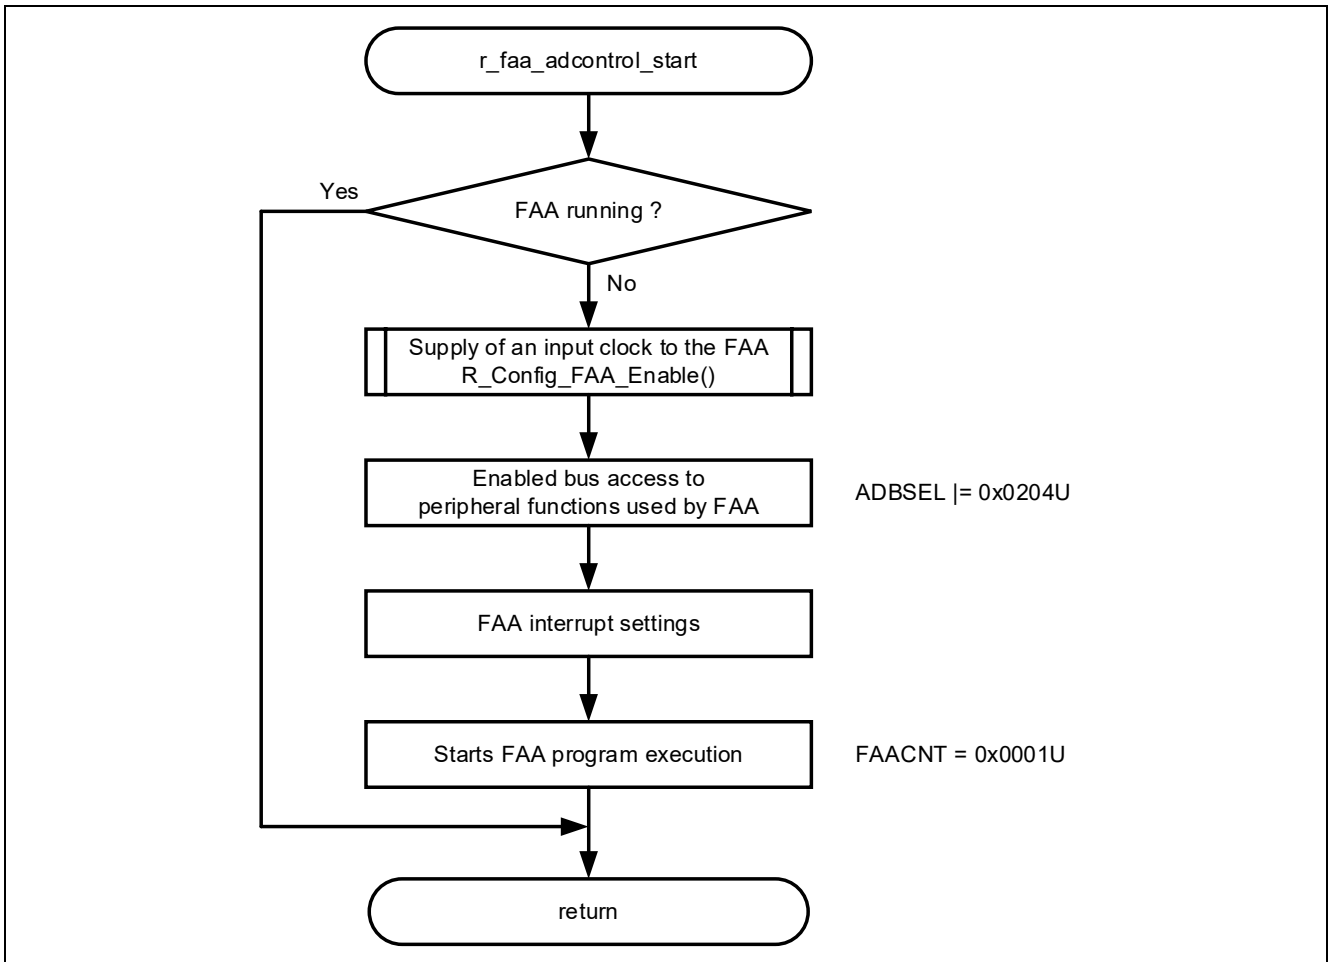 r_faa_adcontrol_start
Yes
FAA running ?
No
Supply of an input clock to the FAA
R_Config_FAA_Enable()
Enabled bus access to
peripheral functions used by FAA
ADBSEL |= 0x0204U
FAA interrupt settings
Starts FAA program execution
FAACNT = 0x0001U
return